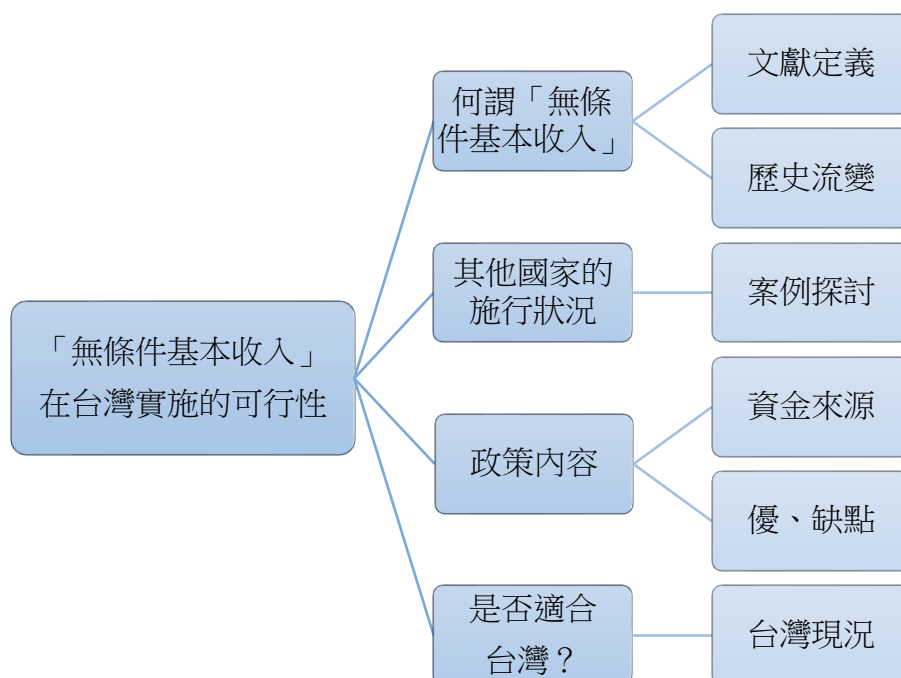 「無條件基本收入」
在台灣實施的可行性
何謂「無條
件基本收入」
文獻定義
歷史流變
其他國家的
施行狀況
案例探討
政策內容
資金來源
優、缺點
是否適合
台灣？
台灣現況